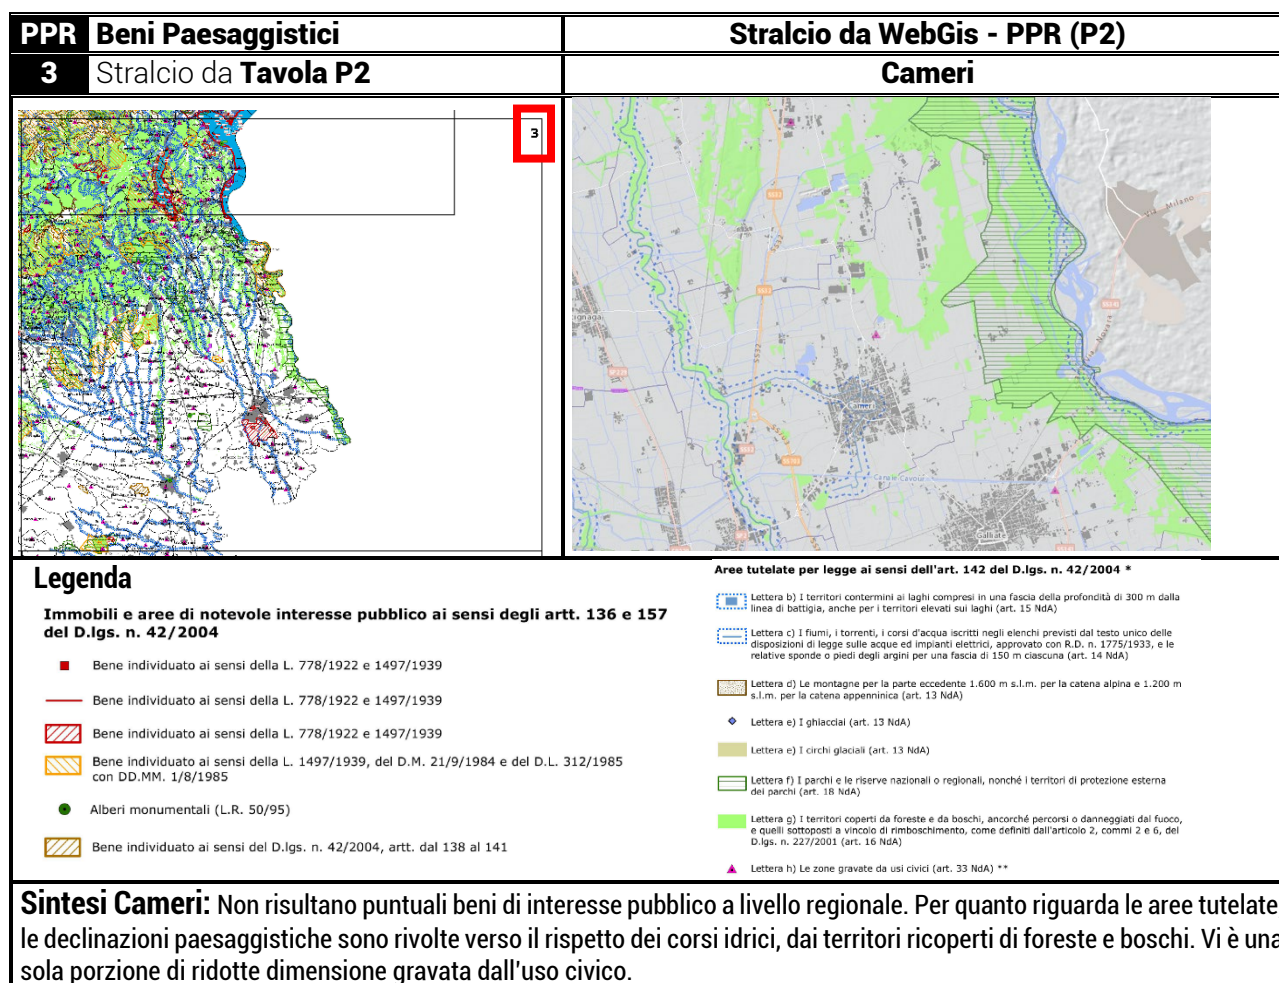 PPR Beni Paesaggistici
Stralcio da WebGis - PPR (P2)
3 Stralcio da Tavola P2
Cameri
3
Via Milano
Via Novara
SS32
SS32
SS32
SS32
Cameri
Canale Cavour
Galliate
Legenda
Immobili e aree di notevole interesse pubblico ai sensi degli artt. 136 e 157
del D.lgs. n. 42/2004
Bene individuato ai sensi della L. 778/1922 e 1497/1939
Bene individuato ai sensi della L. 778/1922 e 1497/1939
Bene individuato ai sensi della L. 778/1922 e 1497/1939
Bene individuato ai sensi della L. 1497/1939, del D.M. 21/9/1984 e del D.L. 312/1985
con DD.MM. 1/8/1985
Alberi monumentali (L.R. 50/95)
Bene individuato ai sensi del D.lgs. n. 42/2004, artt. dal 138 al 141
Aree tutelate per legge ai sensi dell'art. 142 del D.lgs. n. 42/2004 *
Lettera b) I territori contermini ai laghi compresi in una fascia della profondità di 300 m dalla
linea di battigia, anche per i territori elevati sui laghi (art. 15 NdA)
Lettera c) I fiumi, i torrenti, i corsi d'acqua iscritti negli elenchi previsti dal testo unico delle
disposizioni di legge sulle acque ed impianti elettrici, approvato con R.D. n. 1775/1933, e le
relative sponde o piedi degli argini per una fascia di 150 m ciascuna (art. 14 NdA)
Lettera d) Le montagne per la parte eccedente 1.600 m s.l.m. per la catena alpina e 1.200 m
s.l.m. per la catena appenninica (art. 13 NdA)
Lettera e) I ghiacciai (art. 13 NdA)
Lettera e) I circhi glaciali (art. 13 NdA)
Lettera f) I parchi e le riserve nazionali o regionali, nonché i territori di protezione esterna
dei parchi (art. 18 NdA)
Lettera g) I territori coperti da foreste e da boschi, ancorché percorsi o danneggiati dal fuoco,
e quelli sottoposti a vincolo di rimboschimento, come definiti dall'articolo 2, commi 2 e 6, del
D.lgs. n. 227/2001 (art. 16 NdA)
Lettera h) Le zone gravate da usi civici (art. 33 NdA) **
Sintesi Cameri: Non risultano puntuali beni di interesse pubblico a livello regionale. Per quanto riguarda le aree tutelate
le declinazioni paesaggistiche sono rivolte verso il rispetto dei corsi idrici, dai territori ricoperti di foreste e boschi. Vi è una
sola porzione di ridotte dimensione gravata dall'uso civico.